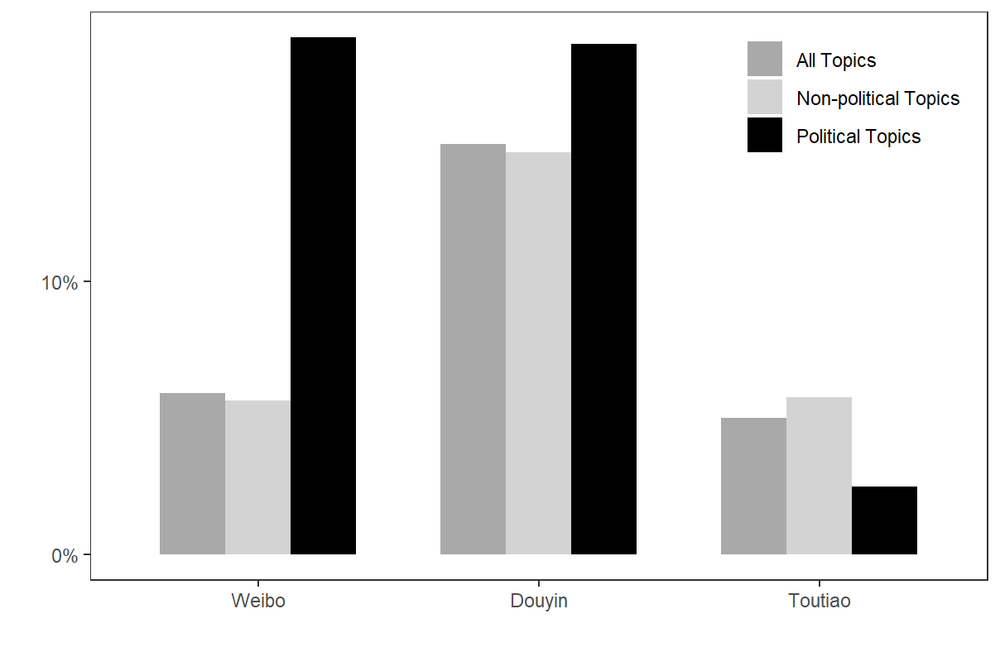 All Topics
Non-political Topics
Political Topics
10%
0%
Weibo Douyin Toutiao